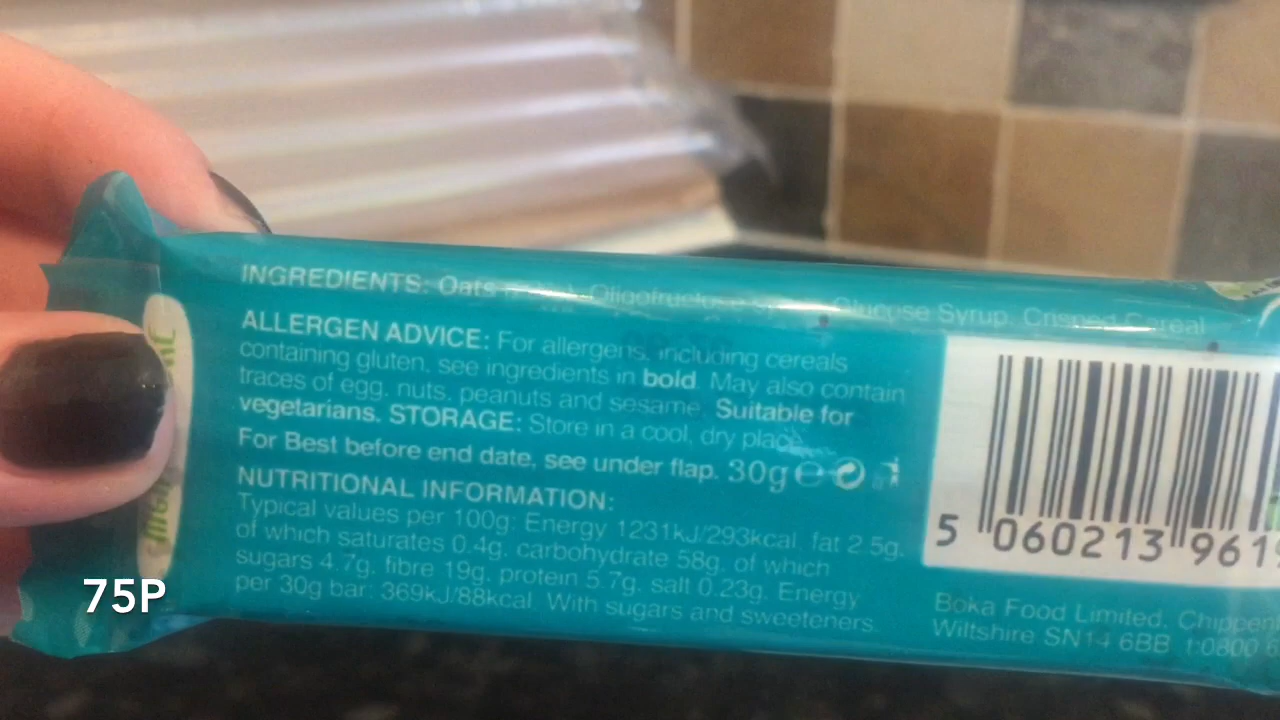 INGREDIENTS: Oats Oligofructose Glucose Syrup, Crisped Cereal
ALLERGEN ADVICE: For allergens, including cereals
containing gluten, see ingredients in bold. May also contain
traces of egg, nuts, peanuts and sesame. Suitable for
vegetarians. STORAGE: Store in a cool, dry place.
For Best before end date, see under flap. 30g e
NUTRITIONAL INFORMATION:
Typical values per 100g: Energy 1231kJ/293kcal, fat 2.5g,
of which saturates 0.4g, carbohydrate 58g, of which
sugars 4.7g, fibre 19g, protein 5.7g, salt 0.23g. Energy
per 30g bar: 369kJ/88kcal. With sugars and sweeteners.
5 060213 9619
Boka Food Limited, Chippen
Wiltshire SN14 6BB t:0800 6
75P